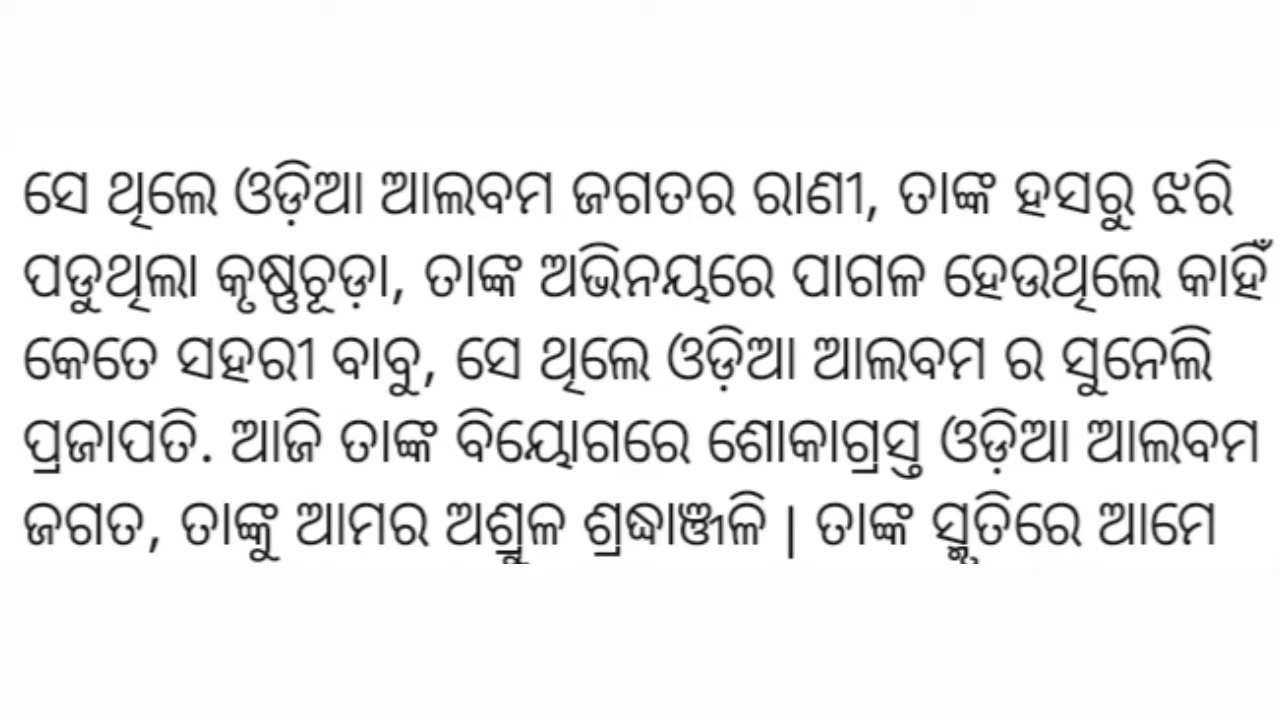 ସେ ଥିଲେ ଓଡ଼ିଆ ଆଲବମ ଜଗତର ରାଣୀ, ତାଙ୍କ ହସରୁ ଝରି
ପଡୁଥିଲା କୃଷ୍ଣଚୂଡ଼ା, ତାଙ୍କ ଅଭିନୟରେ ପାଗଳ ହେଉଥିଲେ କାହିଁ
କେତେ ସହରୀ ବାବୁ, ସେ ଥିଲେ ଓଡ଼ିଆ ଆଲବମ ର ସୁନେଲି
ପ୍ରଜାପତି. ଆଜି ତାଙ୍କ ବିୟୋଗରେ ଶୋକାଗ୍ରସ୍ତ ଓଡ଼ିଆ ଆଲବମ
ଜଗତ, ତାଙ୍କୁ ଆମର ଅଶ୍ରୁଳ ଶ୍ରଦ୍ଧାଞ୍ଜଳି | ତାଙ୍କ ସ୍ମୃତିରେ ଆମେ